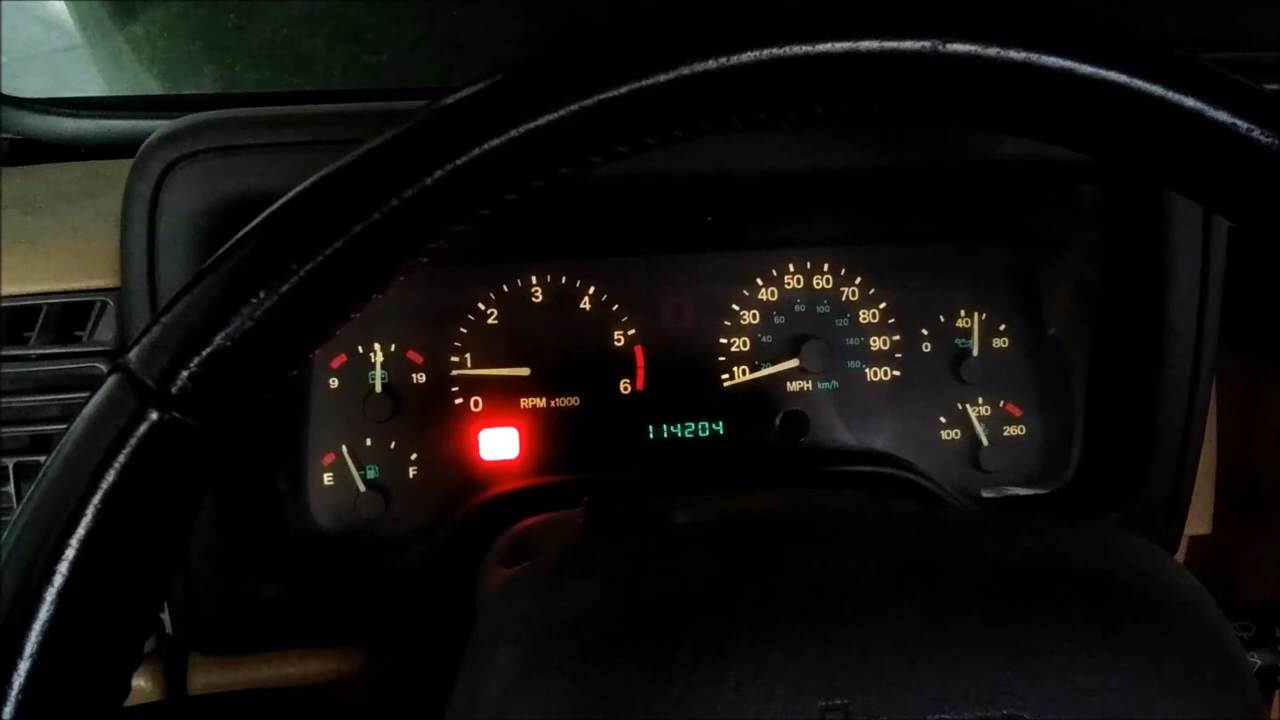 9 14 19
E F
0 1 2 3 4 5 6
RPM x1000
114204
10 20 30 40 50 60 70 80 90 100
20 40 60 80 100 120 140 160
MPH km/h
0 40 80
100 210 260